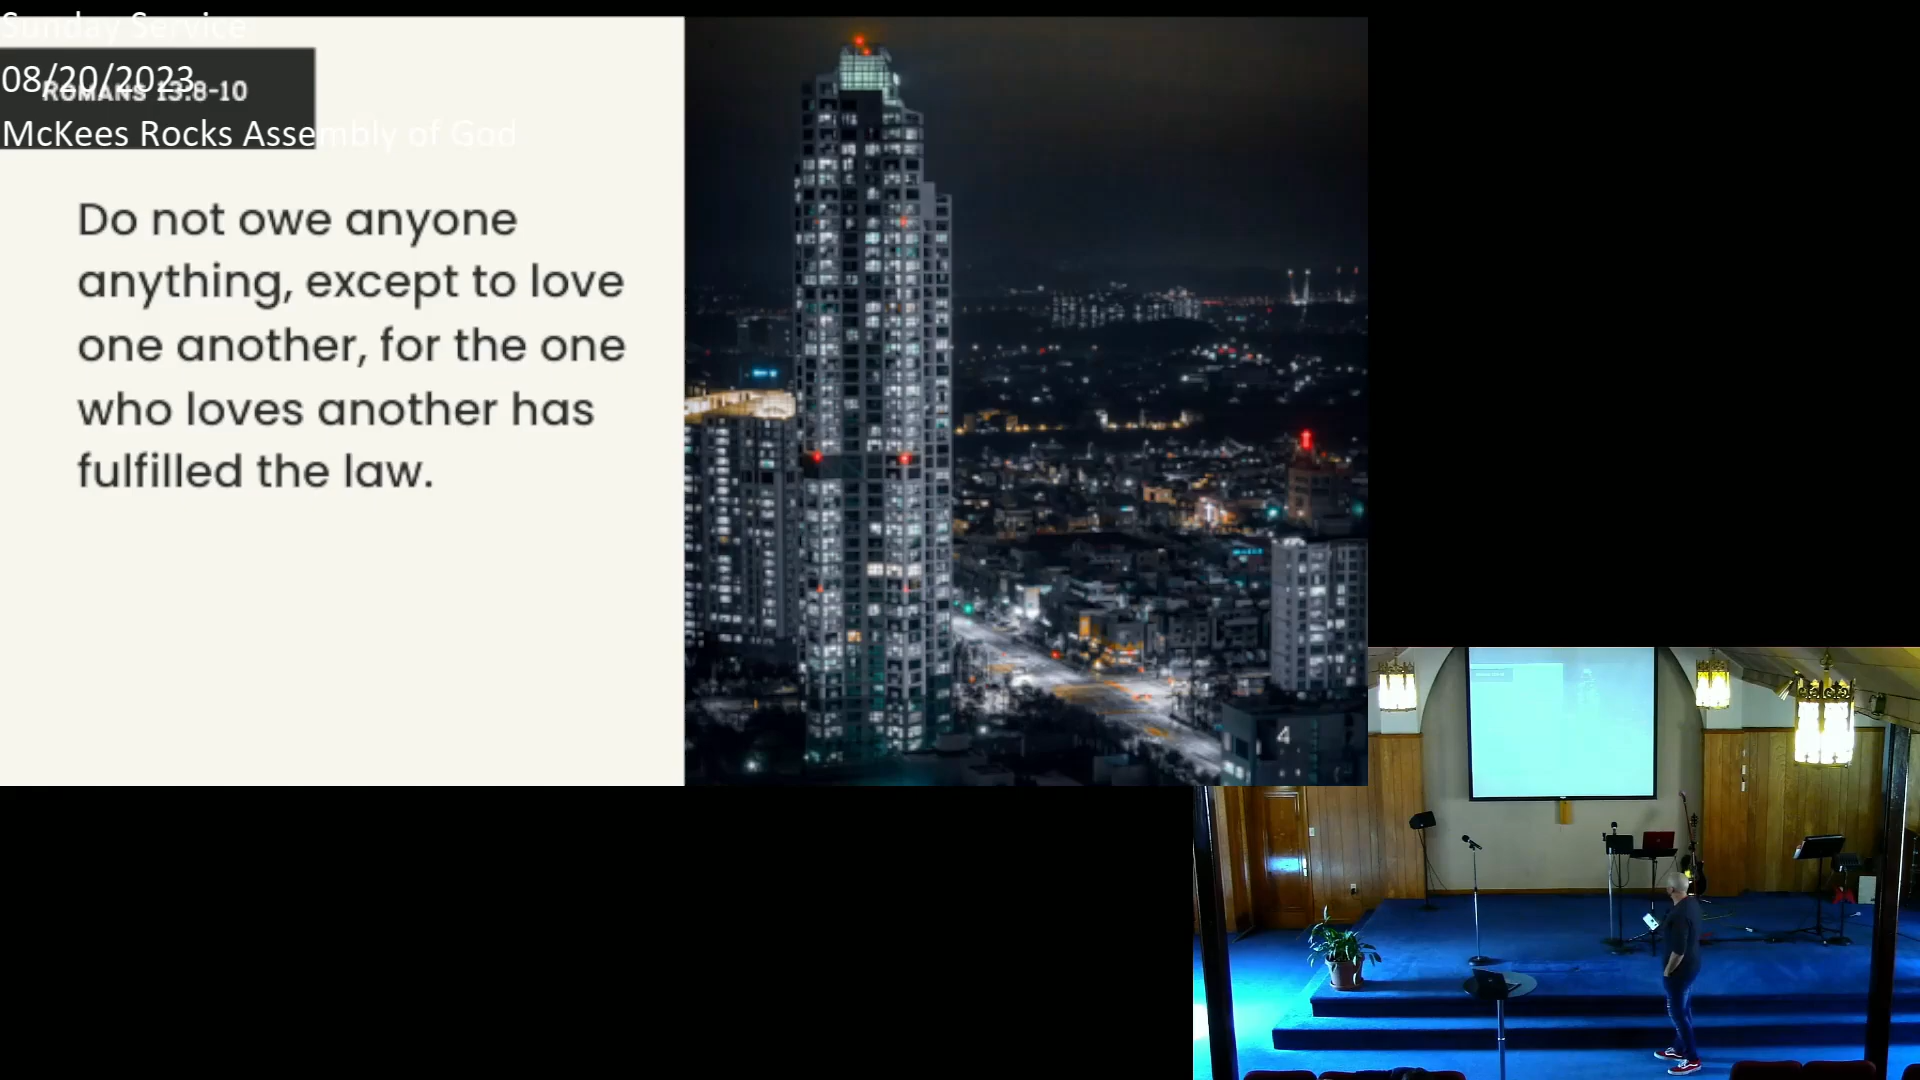 Sunday Service
08/20/2023
ROMANS 13:8-10
McKees Rocks Assembly of God
Do not owe anyone
anything, except to love
one another, for the one
who loves another has
fulfilled the law.
4